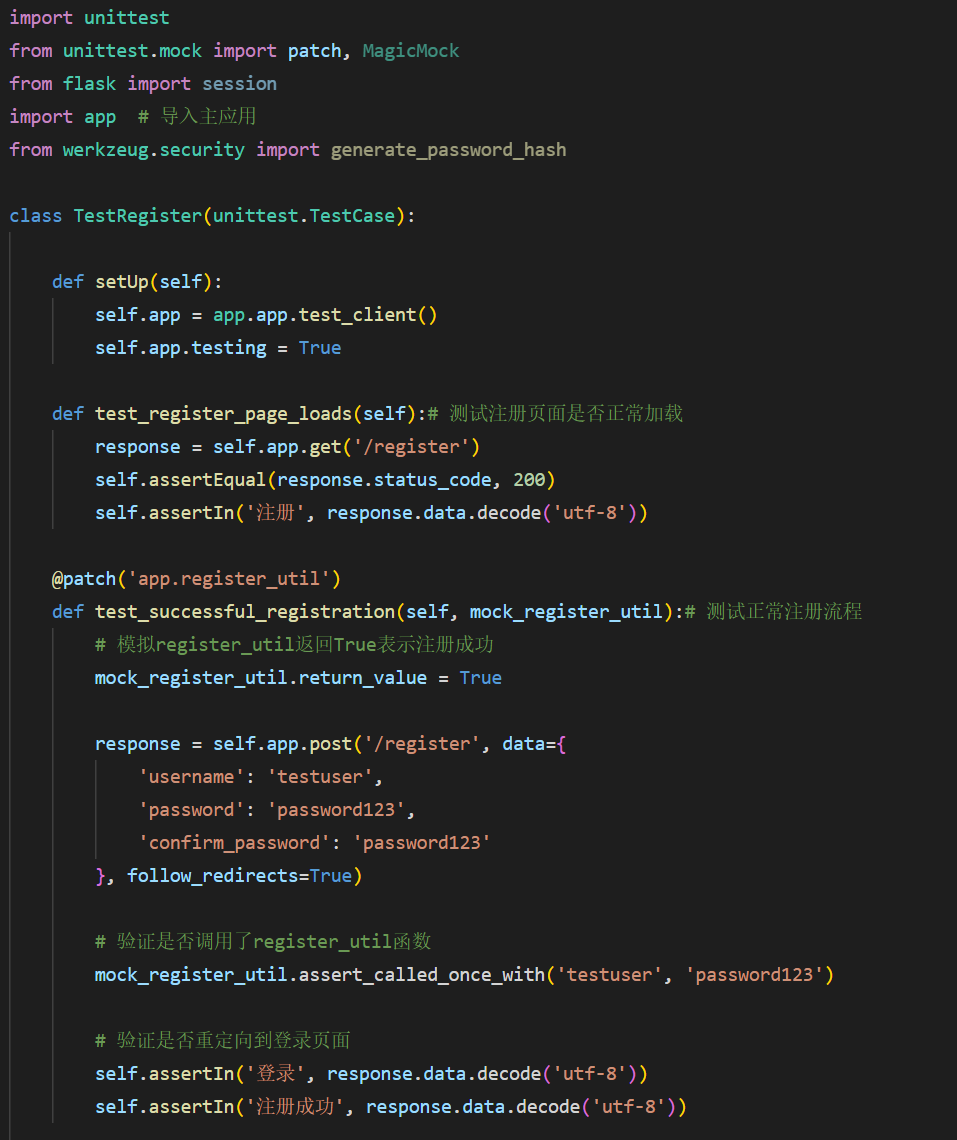 import unittest
from unittest.mock import patch, MagicMock
from flask import session
import app  # 导入主应用
from werkzeug.security import generate_password_hash
class TestRegister(unittest.TestCase):
    def setUp(self):
        self.app = app.app.test_client()
        self.app.testing = True
    def test_register_page_loads(self):# 测试注册页面是否正常加载
        response = self.app.get('/register')
        self.assertEqual(response.status_code, 200)
        self.assertIn('注册', response.data.decode('utf-8'))
    @patch('app.register_util')
    def test_successful_registration(self, mock_register_util):# 测试正常注册流程
        # 模拟register_util返回True表示注册成功
        mock_register_util.return_value = True
        response = self.app.post('/register', data={
            'username': 'testuser',
            'password': 'password123',
            'confirm_password': 'password123'
        }, follow_redirects=True)
        # 验证是否调用了register_util函数
        mock_register_util.assert_called_once_with('testuser', 'password123')
        # 验证是否重定向到登录页面
        self.assertIn('登录', response.data.decode('utf-8'))
        self.assertIn('注册成功', response.data.decode('utf-8'))